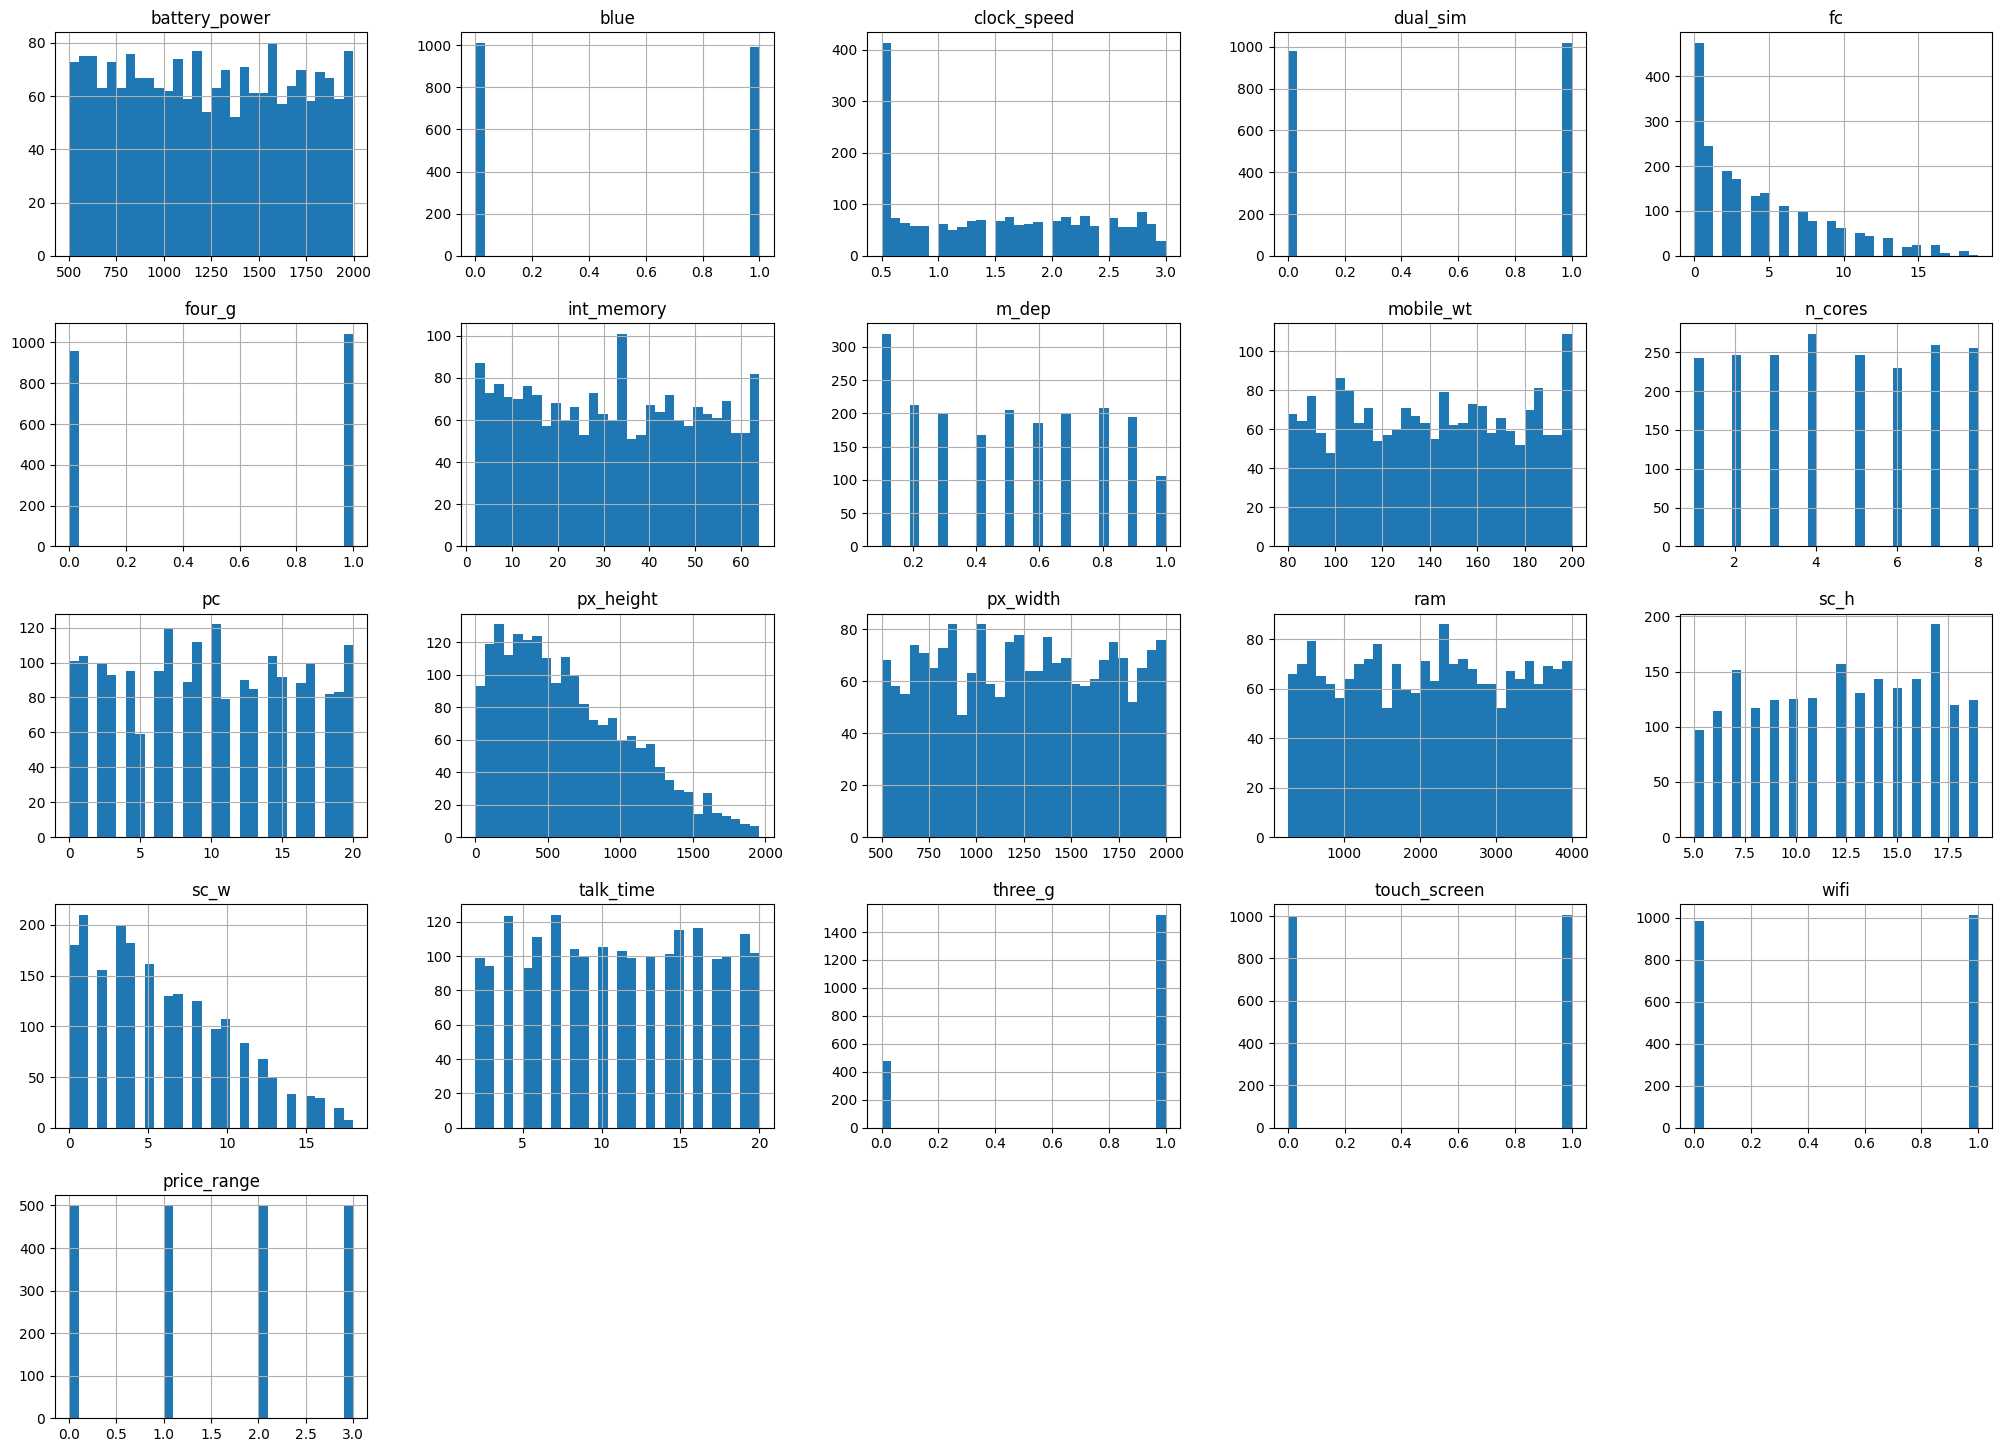 battery_power blue clock_speed dual_sim fc
80 60 40 20 0
500 750 1000 1250 1500 1750 2000
1000 800 600 400 200 0
0.0 0.2 0.4 0.6 0.8 1.0
400 300 200 100 0
0.5 1.0 1.5 2.0 2.5 3.0
1000 800 600 400 200 0
0.0 0.2 0.4 0.6 0.8 1.0
400 300 200 100 0
0 5 10 15
four_g int_memory m_dep mobile_wt n_cores
1000 800 600 400 200 0
0.0 0.2 0.4 0.6 0.8 1.0
100 80 60 40 20 0
0 10 20 30 40 50 60
300 250 200 150 100 50 0
0.2 0.4 0.6 0.8 1.0
100 80 60 40 20 0
80 100 120 140 160 180 200
250 200 150 100 50 0
2 4 6 8
pc px_height px_width ram sc_h
120 100 80 60 40 20 0
0 5 10 15 20
120 100 80 60 40 20 0
0 500 1000 1500 2000
80 60 40 20 0
500 750 1000 1250 1500 1750 2000
80 60 40 20 0
1000 2000 3000 4000
200 150 100 50 0
5.0 7.5 10.0 12.5 15.0 17.5
sc_w talk_time three_g touch_screen wifi
200 150 100 50 0
0 5 10 15
120 100 80 60 40 20 0
5 10 15 20
1400 1200 1000 800 600 400 200 0
0.0 0.2 0.4 0.6 0.8 1.0
1000 800 600 400 200 0
0.0 0.2 0.4 0.6 0.8 1.0
1000 800 600 400 200 0
0.0 0.2 0.4 0.6 0.8 1.0
price_range
500 400 300 200 100 0
0.0 0.5 1.0 1.5 2.0 2.5 3.0